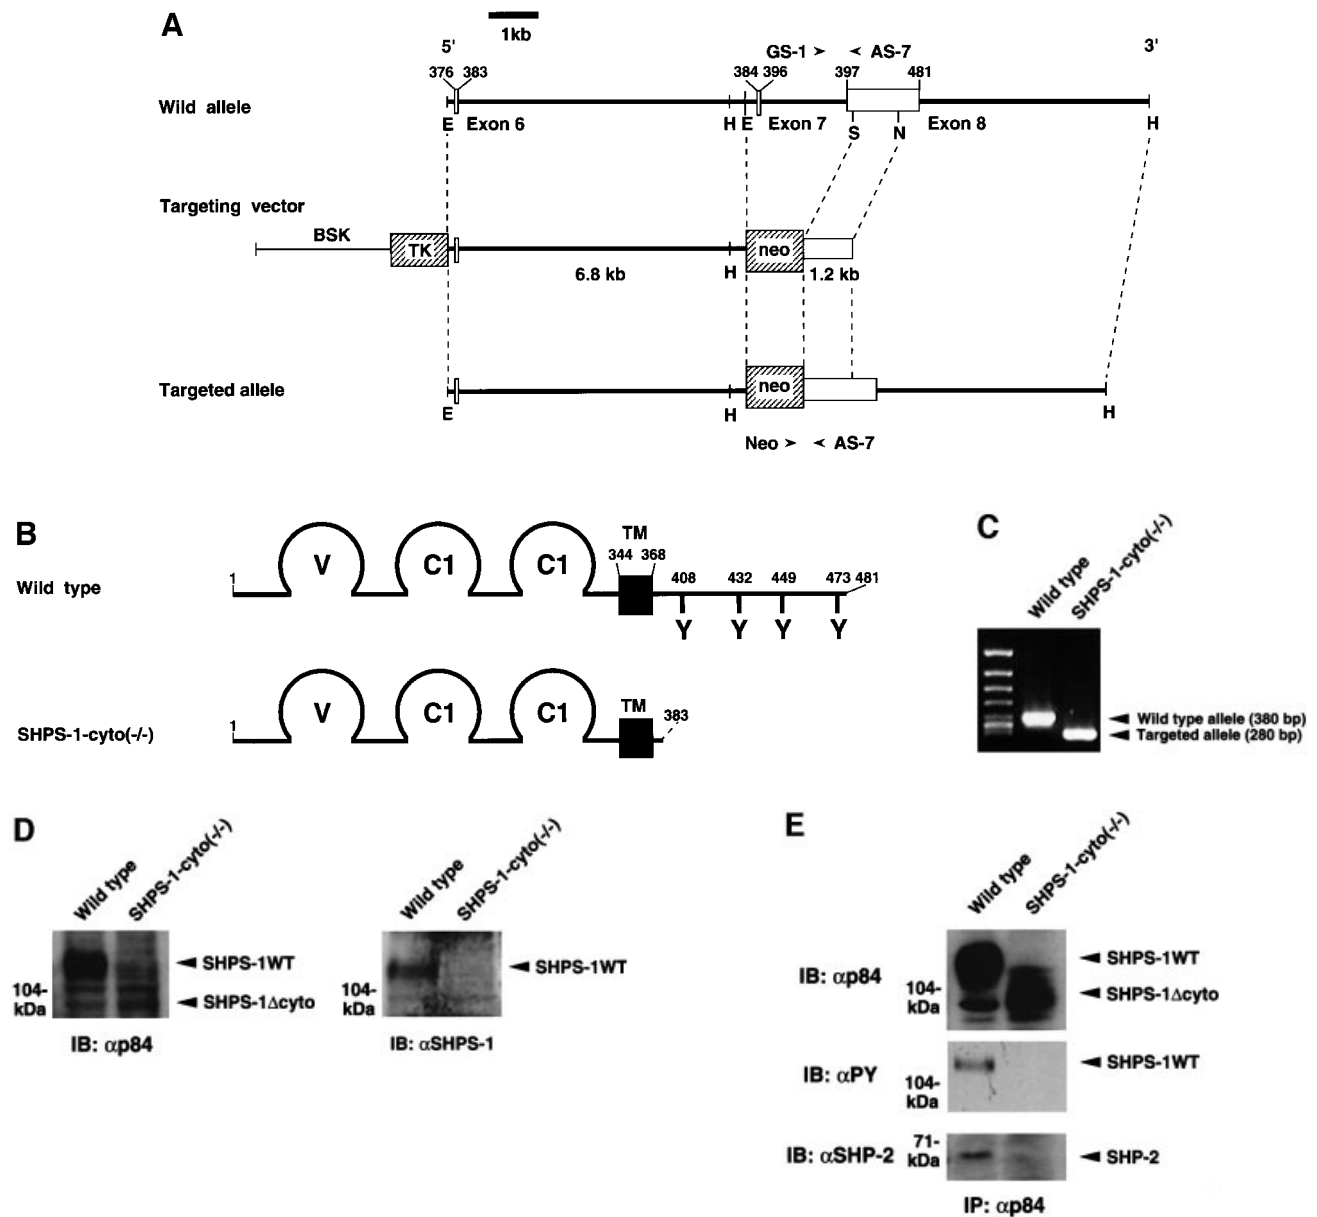 A
1kb
5'
3'
GS-1 > < AS-7
376 383 384 396 397 481
Wild allele
E Exon 6 H E Exon 7 S N Exon 8 H
Targeting vector
BSK TK neo
6.8 kb H 1.2 kb
Targeted allele
neo
E H H
Neo > < AS-7
B
Wild type
1 V C1 C1 TM 344 368 408 432 449 473 481
Y Y Y Y
SHPS-1-cyto(-/-)
1 V C1 C1 TM 383
C
Wild type
SHPS-1-cyto(-/-)
Wild type allele (380 bp)
Targeted allele (280 bp)
D
Wild type
SHPS-1-cyto(-/-)
SHPS-1WT
104-
kDa
SHPS-1Δcyto
IB: αp84
Wild type
SHPS-1-cyto(-/-)
SHPS-1WT
104-
kDa
IB: αSHPS-1
E
Wild type
SHPS-1-cyto(-/-)
IB: αp84
104-
kDa
SHPS-1WT
SHPS-1Δcyto
IB: αPY
104-
kDa
SHPS-1WT
IB: αSHP-2
71-
kDa
SHP-2
IP: αp84